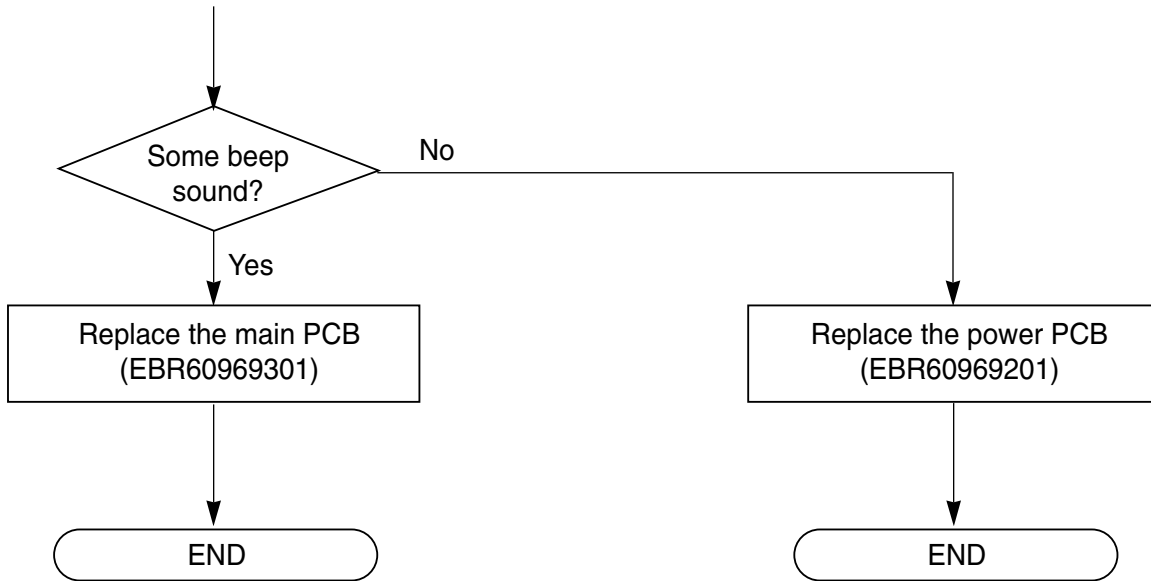 Some beep
sound?
No
Yes
Replace the main PCB
(EBR60969301)
Replace the power PCB
(EBR60969201)
END
END